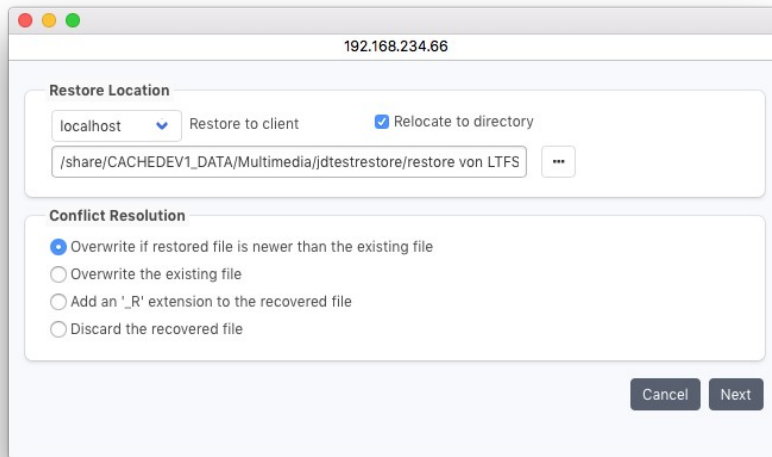 192.168.234.66
Restore Location
localhost Restore to client Relocate to directory
/share/CACHEDEV1_DATA/Multimedia/jdtestrestore/restore von LTFS ...
Conflict Resolution
Overwrite if restored file is newer than the existing file
Overwrite the existing file
Add an '_R' extension to the recovered file
Discard the recovered file
Cancel Next